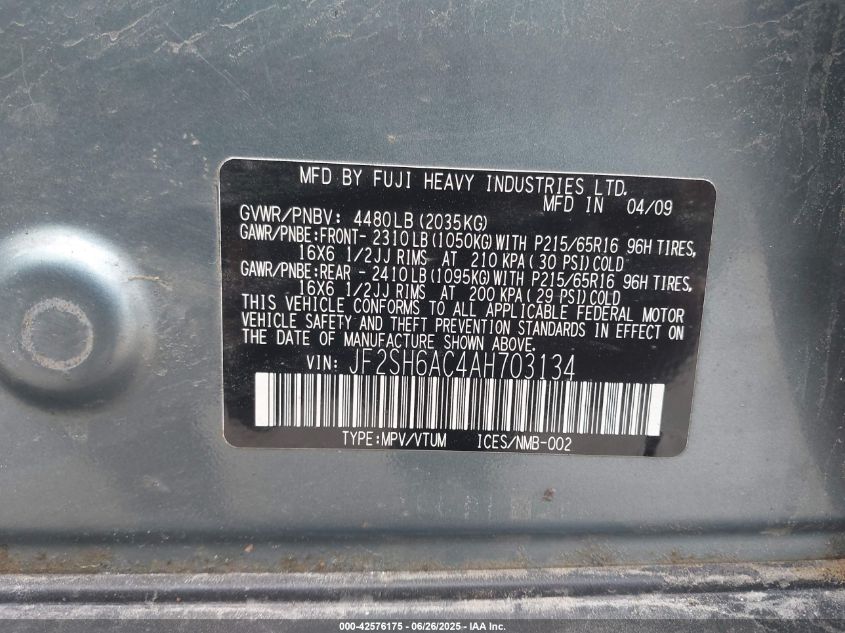 MFD BY FUJI HEAVY INDUSTRIES LTD.
MFD IN 04/09
GVWR/PNBV: 4480LB(2035KG)
GAWR/PNBE:FRONT- 2310LB(1050KG)WITH P215/65R16 96H TIRES,
16X6 1/2JJ RIMS AT 210 KPA(30 PSI)COLD
GAWR/PNBE:REAR - 2410LB(1095KG)WITH P215/65R16 96H TIRES,
16X6 1/2JJ RIMS AT 200 KPA(29 PSI)COLD
THIS VEHICLE CONFORMS TO ALL APPLICABLE FEDERAL MOTOR
VEHICLE SAFETY AND THEFT PREVENTION STANDARDS IN EFFECT ON
THE DATE OF MANUFACTURE SHOWN ABOVE.
VIN: JF2SH6AC4AH703134
TYPE:MPV/VTUM ICES/NMB-002
000-42576175 - 06/26/2025 - IAA Inc.